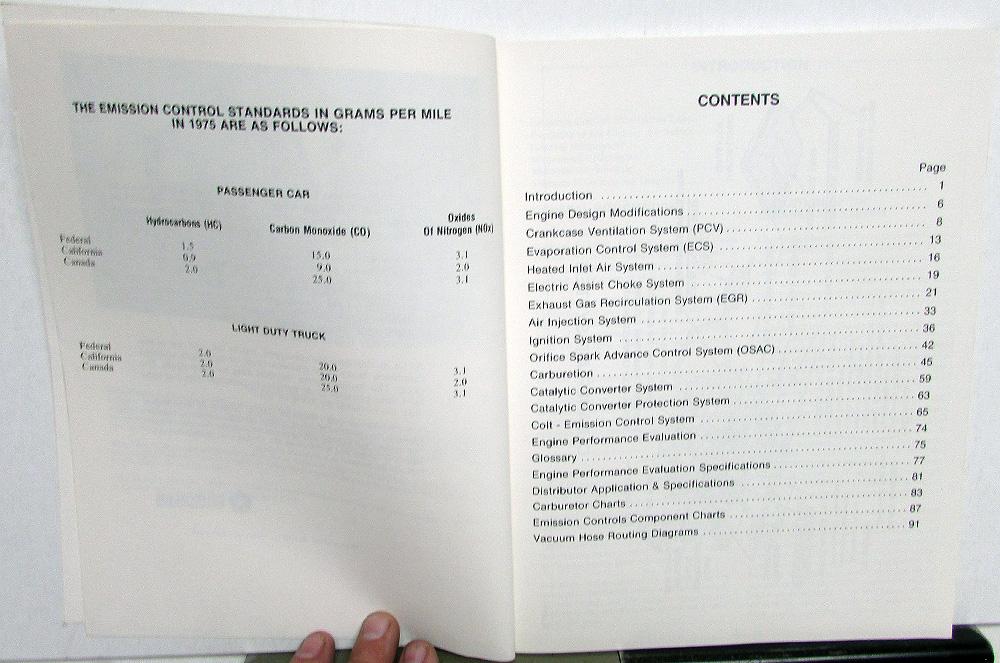 THE EMISSION CONTROL STANDARDS IN GRAMS PER MILE
IN 1975 ARE AS FOLLOWS:
PASSENGER CAR
Hydrocarbons (HC) Carbon Monoxide (CO) Oxides
Of Nitrogen (NOx)
Federal 1.5 15.0 3.1
California 0.9 9.0 2.0
Canada 2.0 25.0 3.1
LIGHT DUTY TRUCK
Federal 2.0 20.0 3.1
California 2.0 20.0 2.0
Canada 2.0 25.0 3.1
CONTENTS
Page
Introduction 1
Engine Design Modifications 6
Crankcase Ventilation System (PCV) 8
Evaporation Control System (ECS) 13
Heated Inlet Air System 16
Electric Assist Choke System 19
Exhaust Gas Recirculation System (EGR) 21
Air Injection System 33
Ignition System 36
Orifice Spark Advance Control System (OSAC) 42
Carburetion 45
Catalytic Converter System 59
Catalytic Converter Protection System 63
Colt - Emission Control System 65
Engine Performance Evaluation 74
Glossary 75
Engine Performance Evaluation Specifications 77
Distributor Application & Specifications 81
Carburetor Charts 83
Emission Controls Component Charts 87
Vacuum Hose Routing Diagrams 91